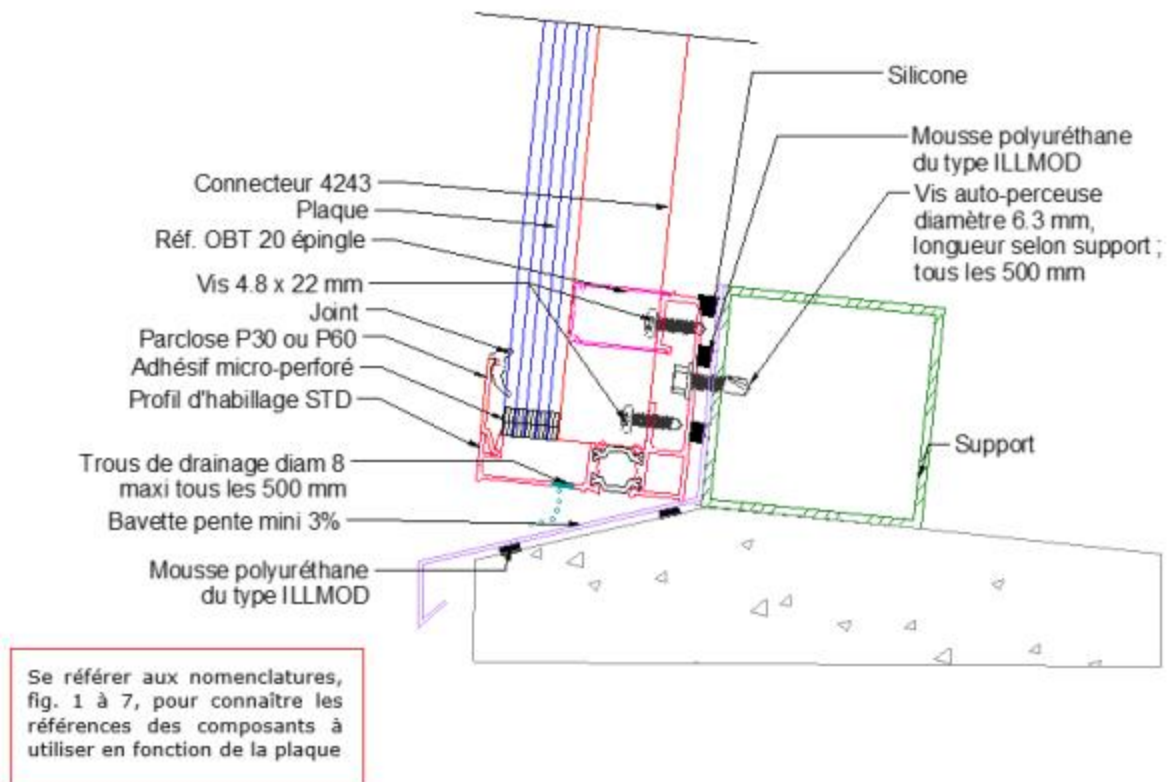 Silicone
Mousse polyuréthane
du type ILLMOD
Vis auto-perceuse
diamètre 6.3 mm,
longueur selon support ;
tous les 500 mm
Connecteur 4243
Plaque
Réf. OBT 20 épingle
Vis 4.8 x 22 mm
Joint
Parclose P30 ou P60
Adhésif micro-perforé
Profil d'habillage STD
Trous de drainage diam 8
maxi tous les 500 mm
Bavette pente mini 3%
Support
Mousse polyuréthane
du type ILLMOD
Se référer aux nomenclatures,
fig. 1 à 7, pour connaître les
références des composants à
utiliser en fonction de la plaque